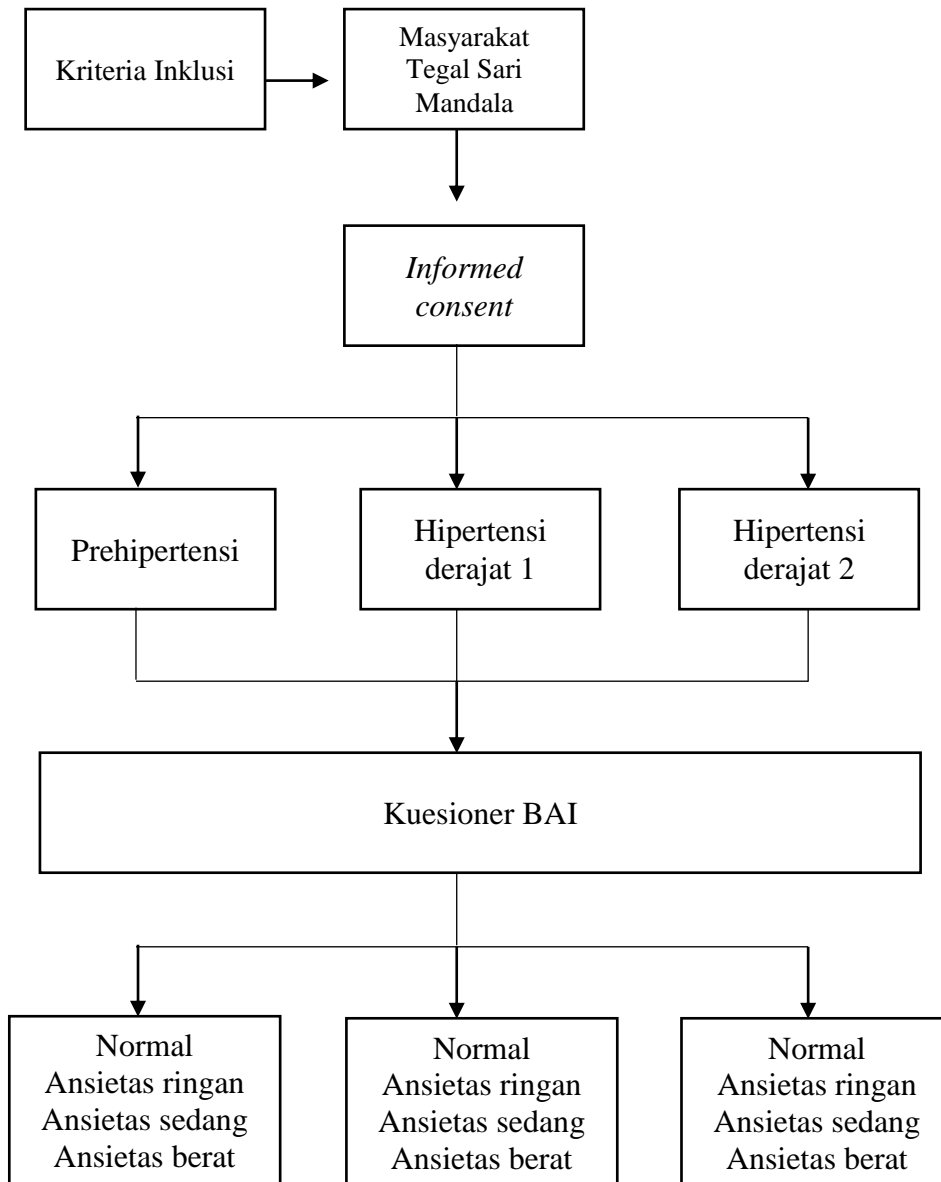 Kriteria Inklusi
Masyarakat
Tegal Sari
Mandala
Informed
consent
Prehipertensi
Hipertensi
derajat 1
Hipertensi
derajat 2
Kuesioner BAI
Normal
Ansietas ringan
Ansietas sedang
Ansietas berat
Normal
Ansietas ringan
Ansietas sedang
Ansietas berat
Normal
Ansietas ringan
Ansietas sedang
Ansietas berat